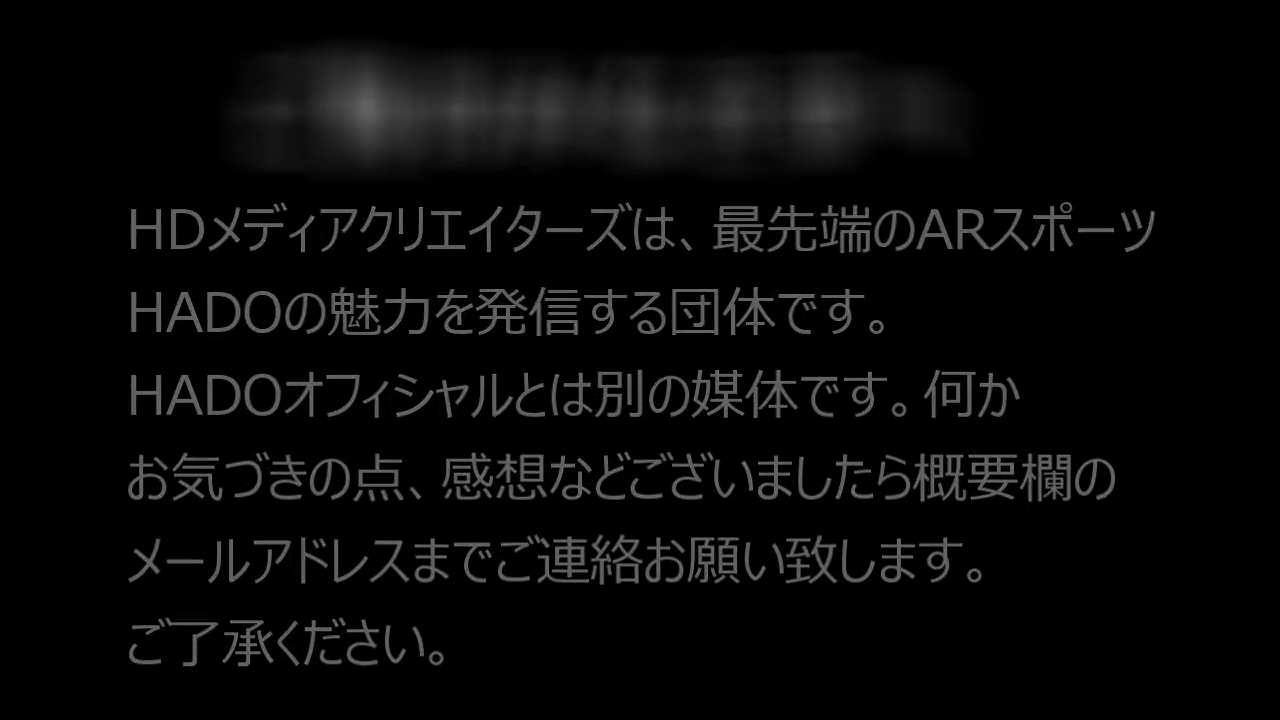 HDメディアクリエイターズは、最先端のARスポーツ
HADOの魅力を発信する団体です。
HADOオフィシャルとは別の媒体です。何か
お気づきの点、感想などございましたら概要欄の
メールアドレスまでご連絡お願い致します。
ご了承ください。